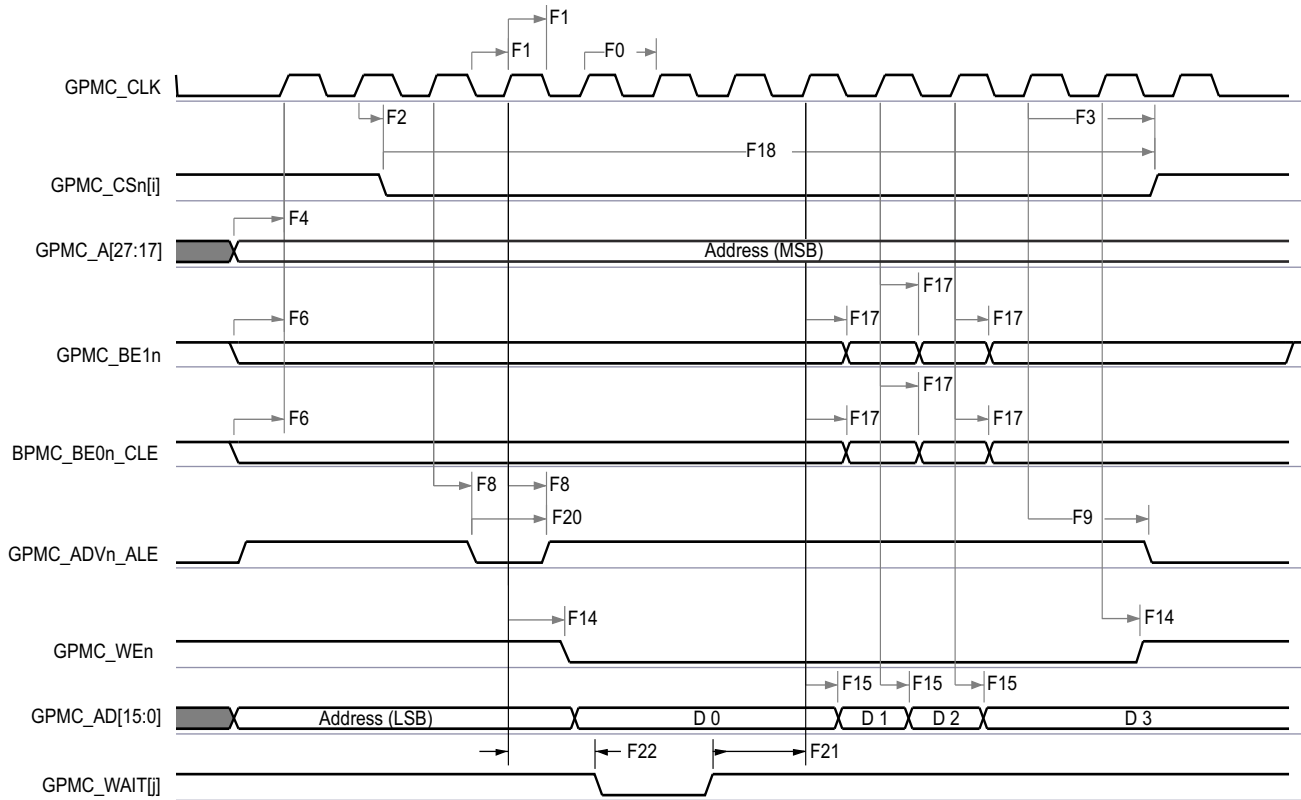 F1
F1
F0
GPMC_CLK
F2
F3
F18
GPMC_CSn[i]
F4
GPMC_A[27:17]
Address (MSB)
F17
F6
F17
F17
GPMC_BE1n
F17
F6
F17
F17
BPMC_BE0n_CLE
F8
F8
F20
F9
GPMC_ADVn_ALE
F14
F14
GPMC_WEn
F15
F15
F15
GPMC_AD[15:0]
Address (LSB)
D 0
D 1
D 2
D 3
F22
F21
GPMC_WAIT[j]